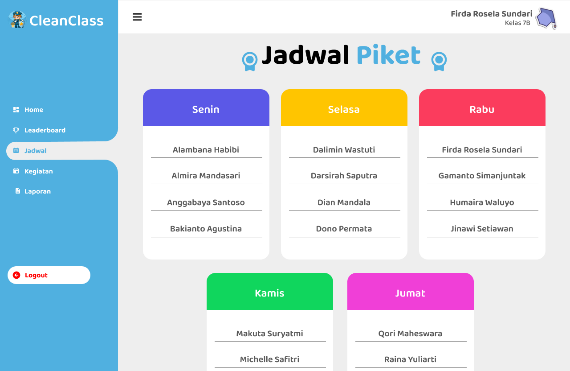 CleanClass
Firda Rosela Sundari
Kelas 7B
Home
Leaderboard
Jadwal
Kegiatan
Laporan
Logout
Jadwal Piket
Senin
Alambana Habibi
Almira Mandasari
Anggabaya Santoso
Bakianto Agustina
Selasa
Dalimin Wastuti
Darsirah Saputra
Dian Mandala
Dono Permata
Rabu
Firda Rosela Sundari
Gamanto Simanjuntak
Humaira Waluyo
Jinawi Setiawan
Kamis
Makuta Suryatmi
Michelle Safitri
Jumat
Qori Maheswara
Raina Yuliarti